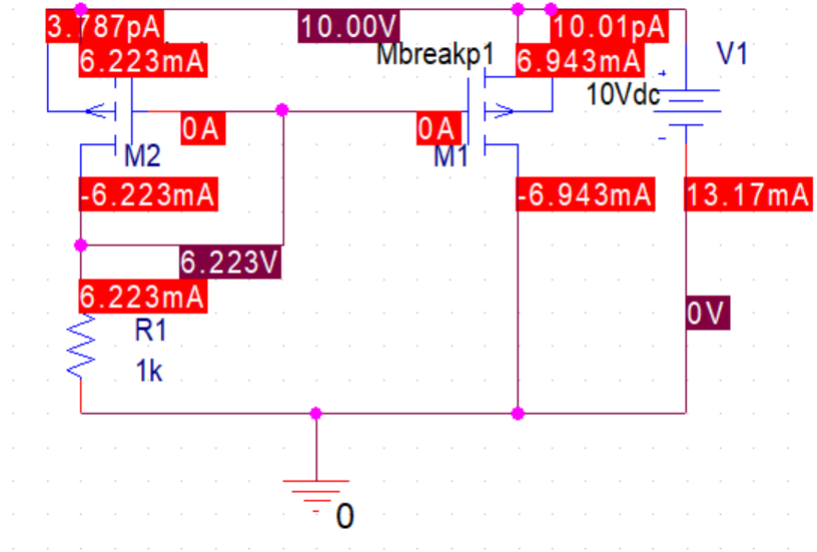 3.787pA
10.00V
10.01pA
6.223mA
Mbreakp1
6.943mA
V1
10Vdc
0A
0A
M2
M1
-6.223mA
-6.943mA
13.17mA
6.223V
6.223mA
0V
R1
1k
0